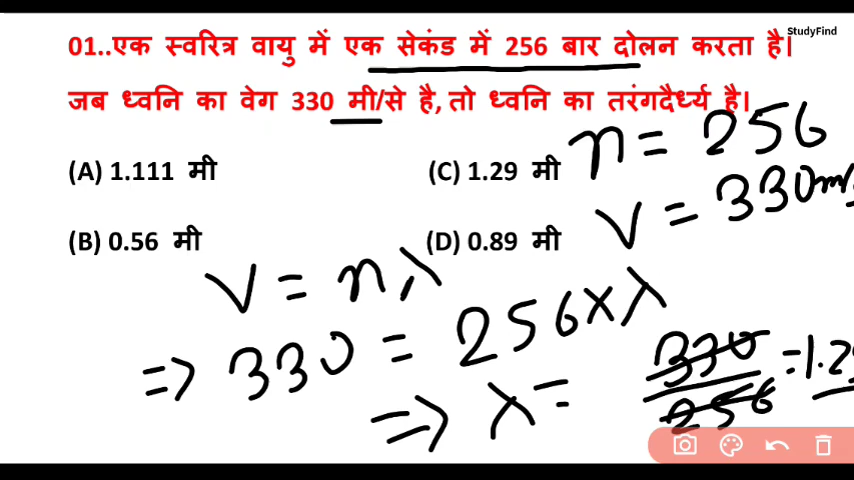 StudyFind
01..एक स्वरित्र वायु में एक सेकंड में 256 बार दोलन करता है।
जब ध्वनि का वेग 330 मी/से है, तो ध्वनि का तरंगदैर्ध्य है।
n = 256
(A) 1.111 मी (C) 1.29 मी
v = 330m/
(B) 0.56 मी (D) 0.89 मी
v = nλ
=> 330 = 256×λ
=> λ = 330/256 = 1.2